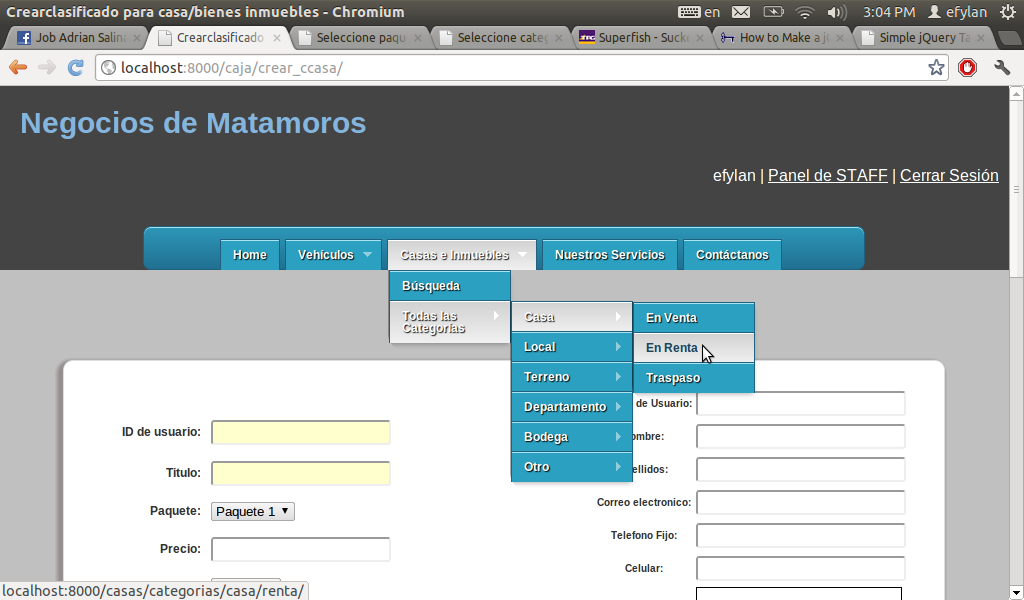 Crearclasificado para casa/bienes inmuebles - Chromium
en
3:04 PM
efylan
Job Adrian Salina
Crearclasificado
Seleccione paqu
Seleccione categ
Superfish - Sucke
How to Make a j
Simple jQuery Ta
localhost:8000/caja/crear_ccasa/
Negocios de Matamoros
efylan | Panel de STAFF | Cerrar Sesión
Home
Vehículos
Casas e Inmuebles
Nuestros Servicios
Contáctanos
Búsqueda
Todas las
Categorías
Casa
Local
Terreno
Departamento
Bodega
Otro
En Venta
En Renta
Traspaso
ID de usuario:
Titulo:
Paquete:
Paquete 1
Precio:
de Usuario:
ombre:
ellidos:
Correo electronico:
Telefono Fijo:
Celular:
localhost:8000/casas/categorias/casa/renta/